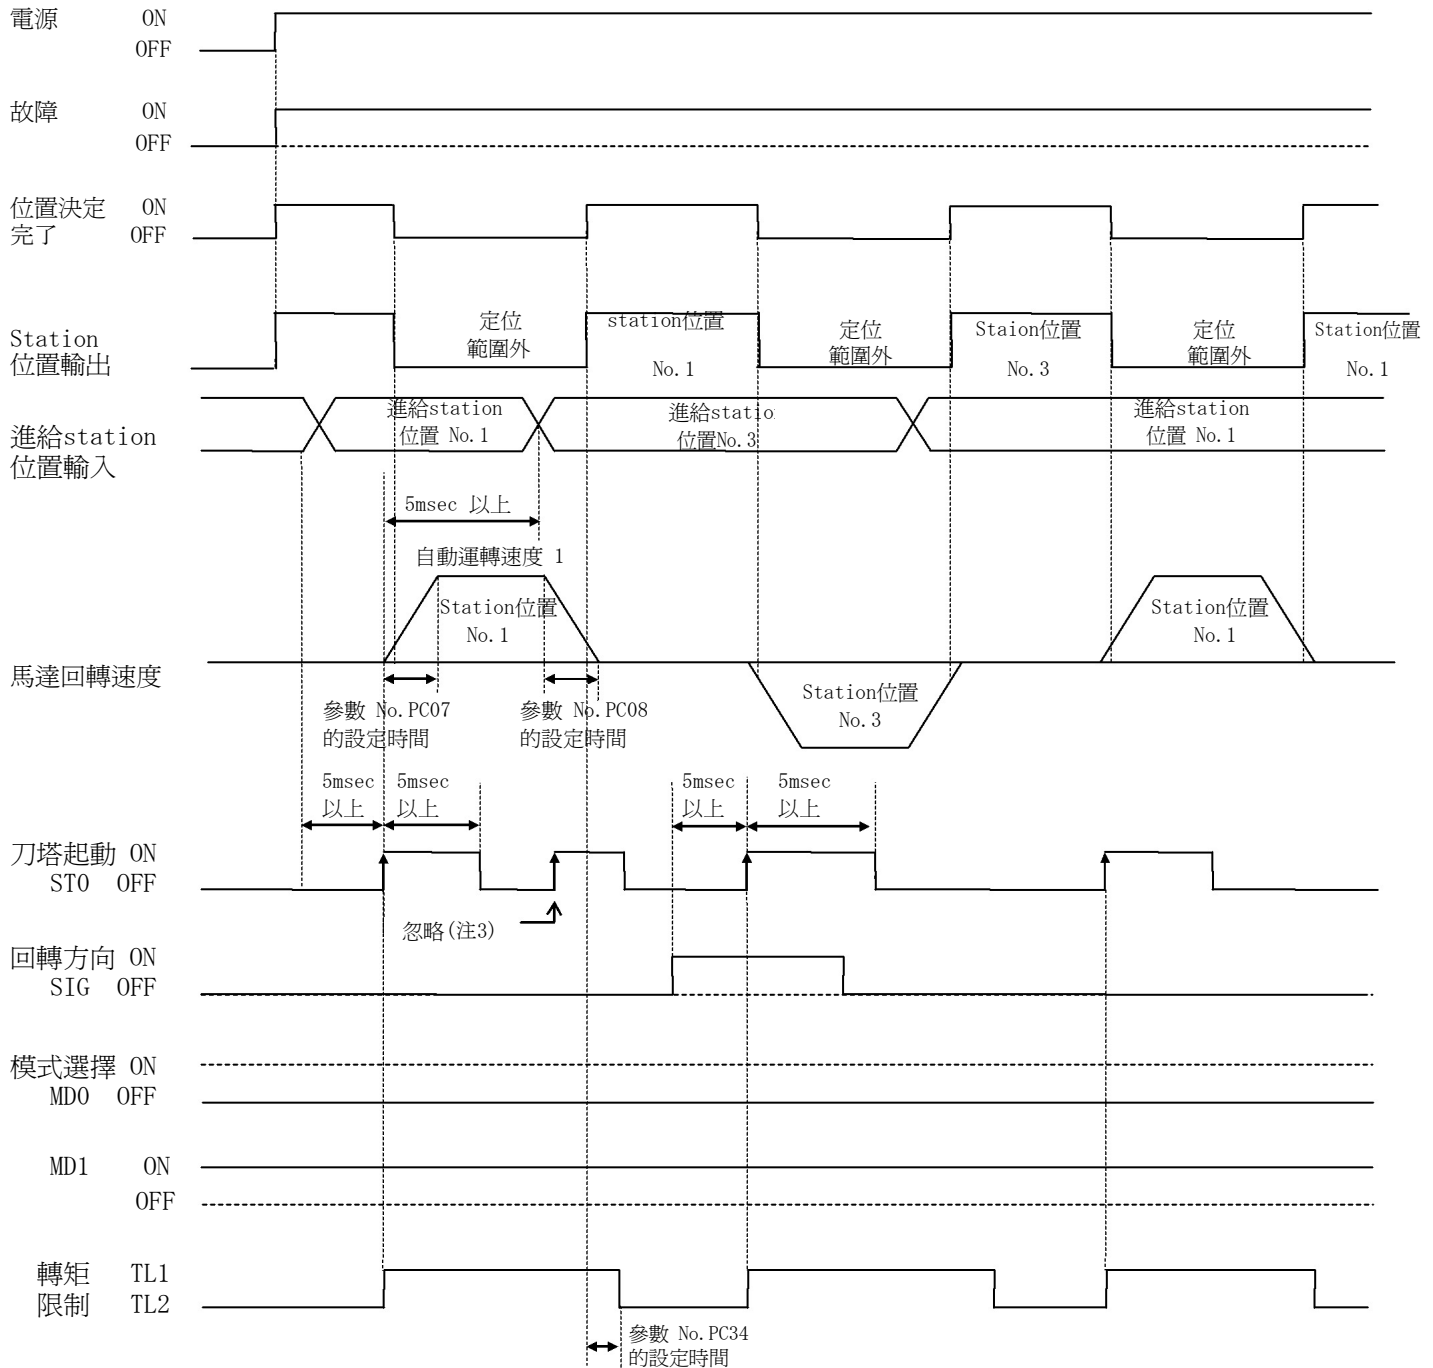 電源 ON
OFF
故障 ON
OFF
位置決定 ON
完了 OFF
Station
位置輸出
定位
範圍外
station位置
No.1
定位
範圍外
Staion位置
No.3
定位
範圍外
Station位置
No.1
進給station
位置輸入
進給station
位置 No.1
進給statio
位置No.3
進給station
位置 No.1
5msec 以上
自動運轉速度 1
Station位置
No.1
Station位置
No.1
馬達回轉速度
Station位置
No.3
參數 No.PC07
的設定時間
參數 No.PC08
的設定時間
5msec
以上
5msec
以上
5msec
以上
5msec
以上
刀塔起動 ON
ST0 OFF
忽略(注3)
回轉方向 ON
SIG OFF
模式選擇 ON
MD0 OFF
MD1 ON
OFF
轉矩 TL1
限制 TL2
參數 No.PC34
的設定時間